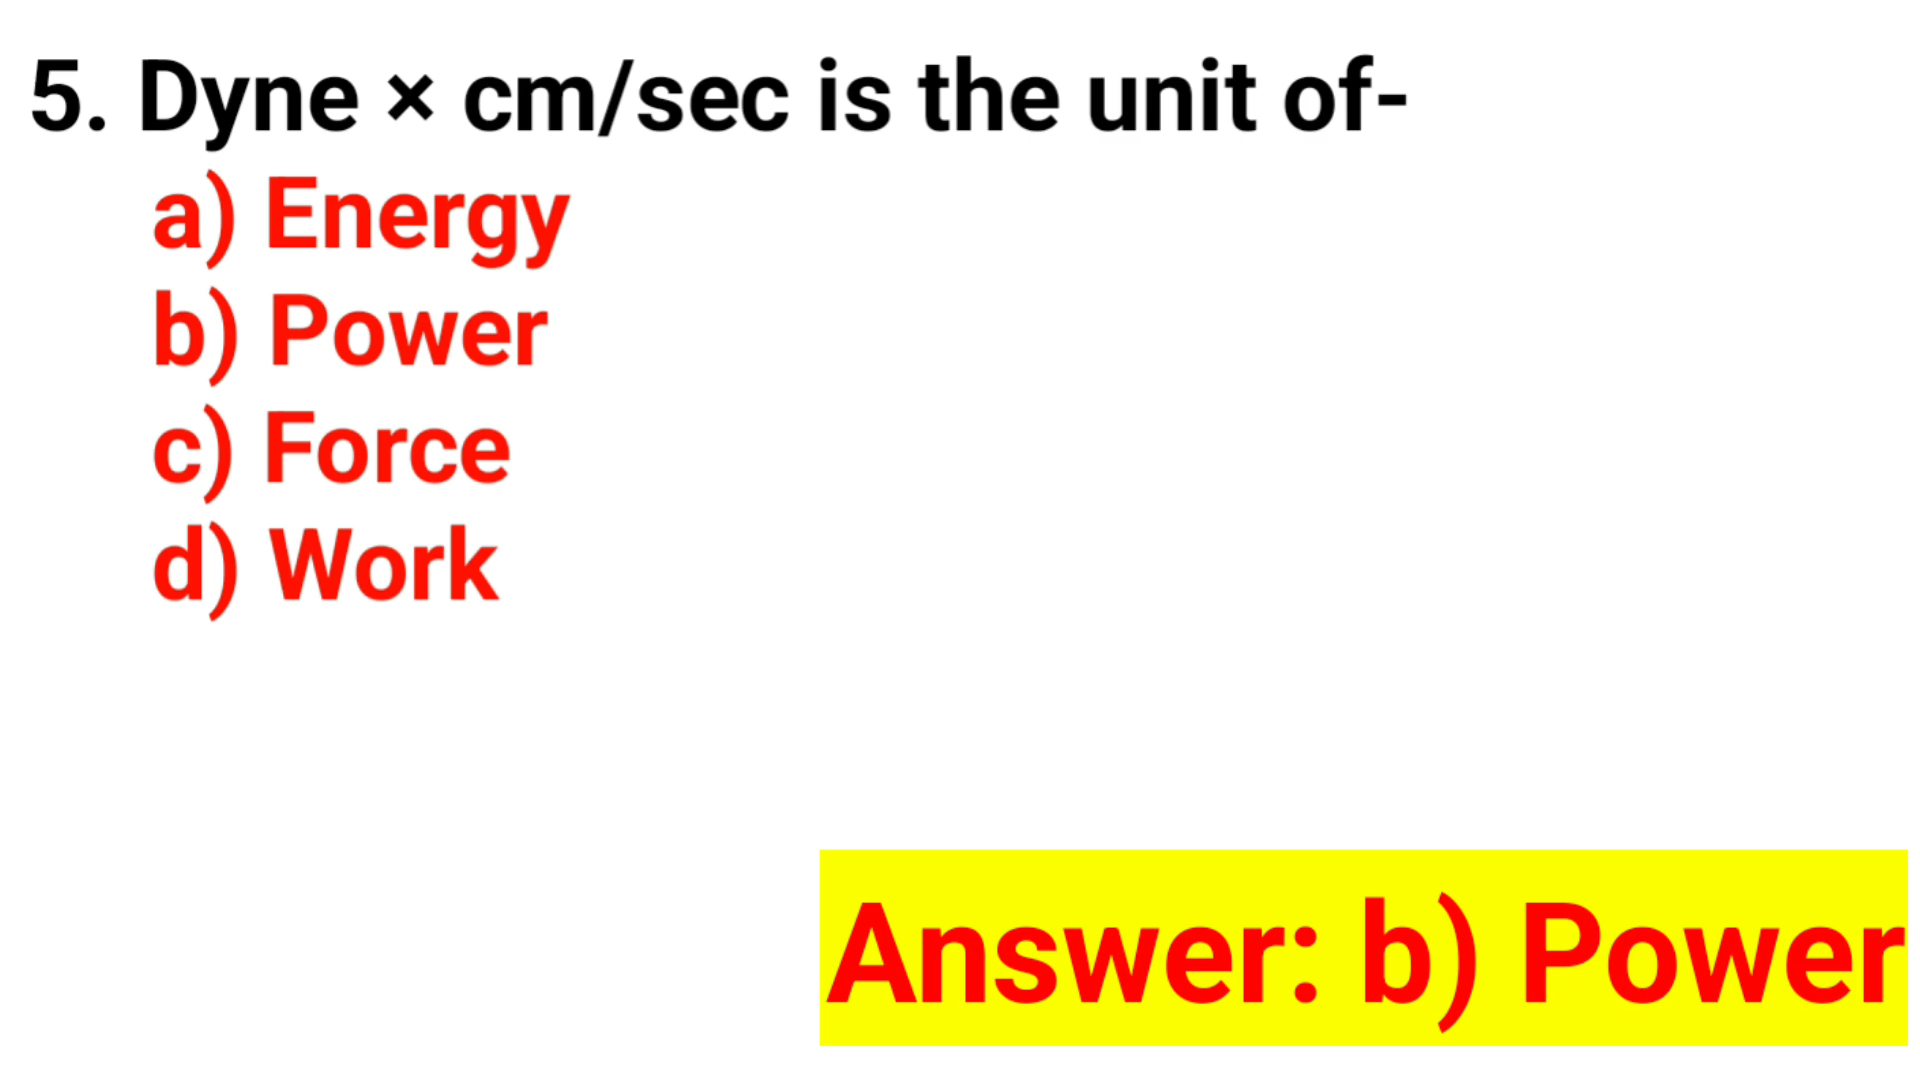 5. Dyne × cm/sec is the unit of-
a) Energy
b) Power
c) Force
d) Work
Answer: b) Power